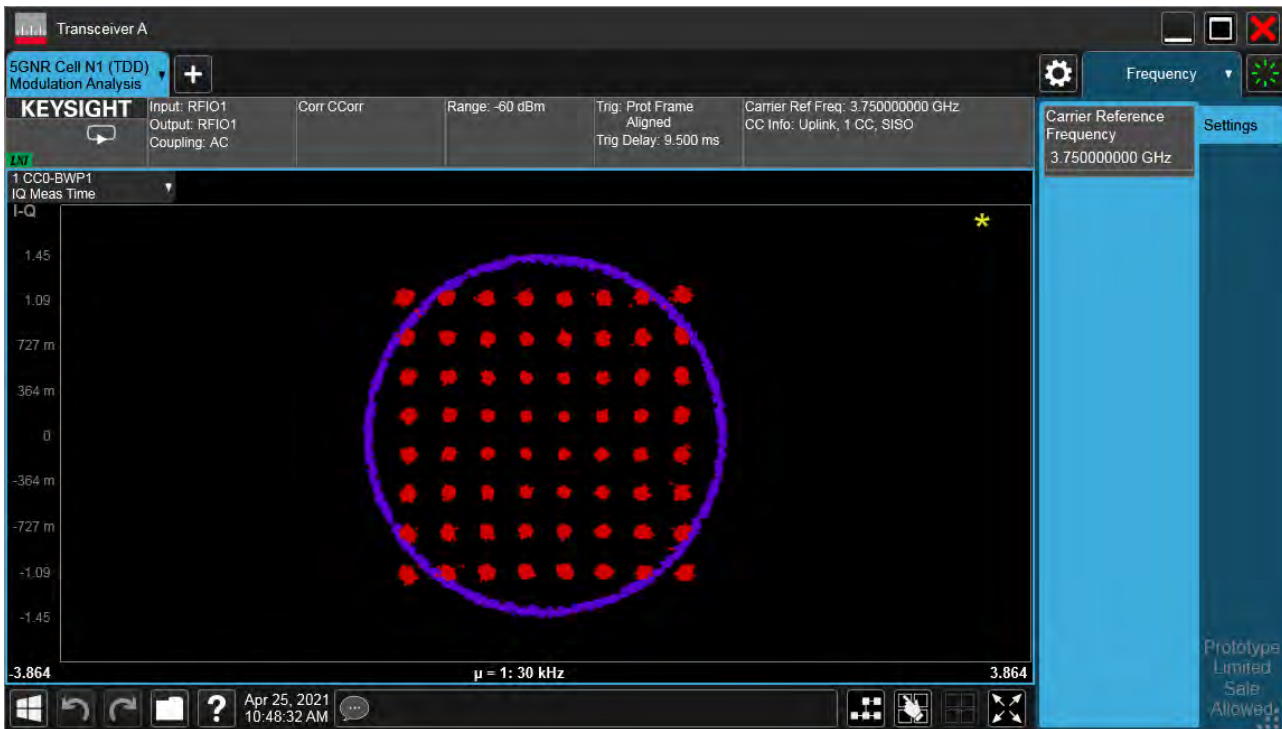 Transceiver A
5GNR Cell N1 (TDD)
Modulation Analysis
+
Frequency
KEYSIGHT
LXI
Input: RFIO1
Output: RFIO1
Coupling: AC
Corr CCorr
Range: -60 dBm
Trig: Prot Frame
Aligned
Trig Delay: 9.500 ms
Carrier Ref Freq: 3.750000000 GHz
CC Info: Uplink, 1 CC, SISO
Carrier Reference
Frequency
3.750000000 GHz
Settings
1 CC0-BWP1
IQ Meas Time
I-Q
*
1.45
1.09
727 m
364 m
0
-364 m
-727 m
-1.09
-1.45
-3.864
µ = 1: 30 kHz
3.864
Prototype
Limited
Sale
Allowed
?
Apr 25, 2021
10:48:32 AM